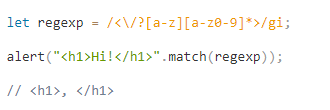 let regexp = /<\/?[a-z][a-z0-9]*>/gi;
alert("<h1>Hi!</h1>".match(regexp));
// <h1>, </h1>